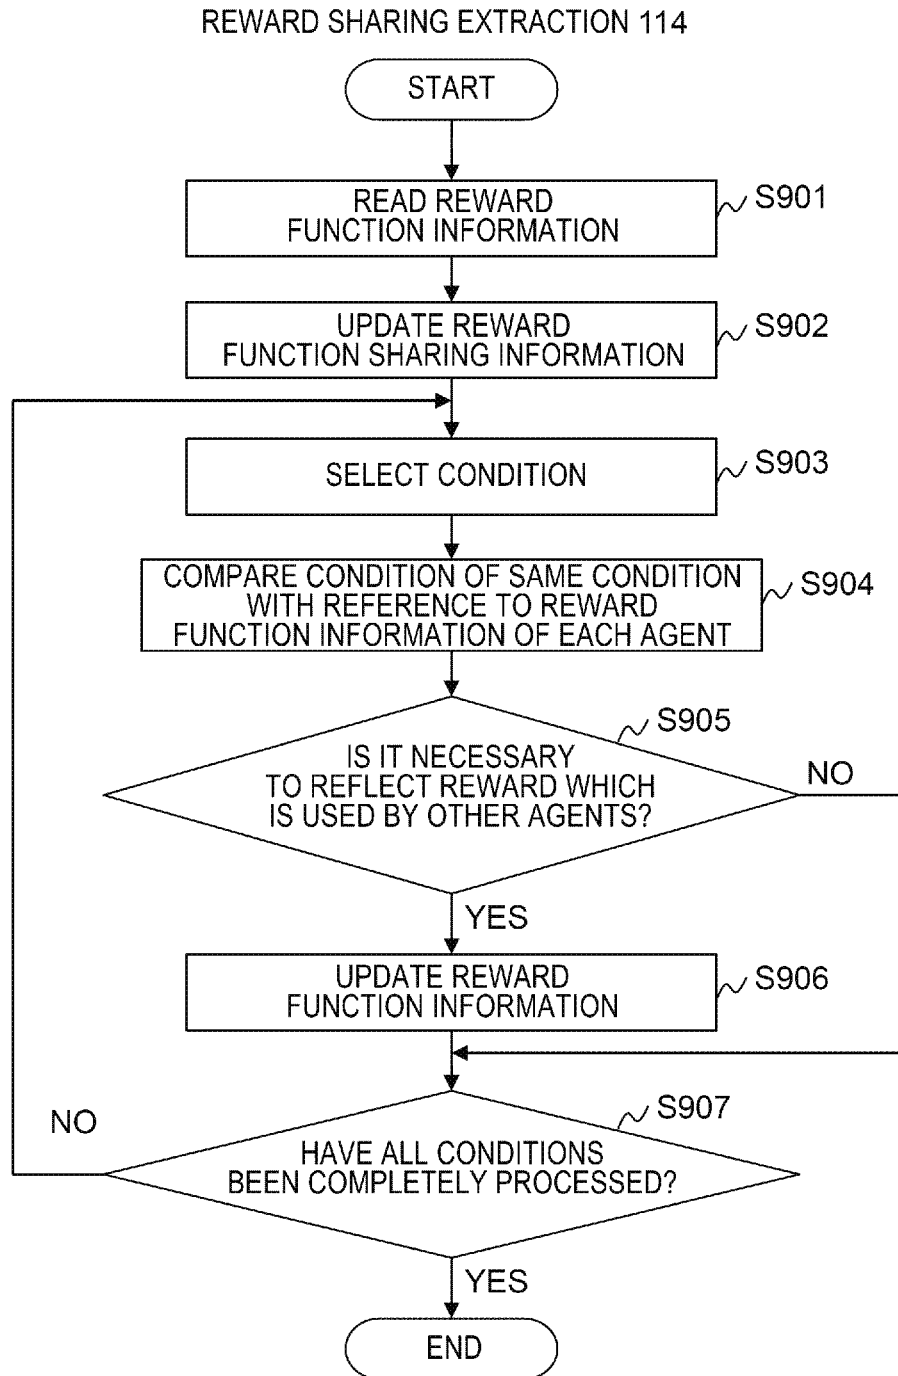 REWARD SHARING EXTRACTION 114
START
READ REWARD
FUNCTION INFORMATION
S901
UPDATE REWARD
FUNCTION SHARING INFORMATION
S902
SELECT CONDITION
S903
COMPARE CONDITION OF SAME CONDITION
WITH REFERENCE TO REWARD
FUNCTION INFORMATION OF EACH AGENT
S904
S905
IS IT NECESSARY
TO REFLECT REWARD WHICH
IS USED BY OTHER AGENTS?
NO
YES
UPDATE REWARD
FUNCTION INFORMATION
S906
S907
NO
HAVE ALL CONDITIONS
BEEN COMPLETELY PROCESSED?
YES
END